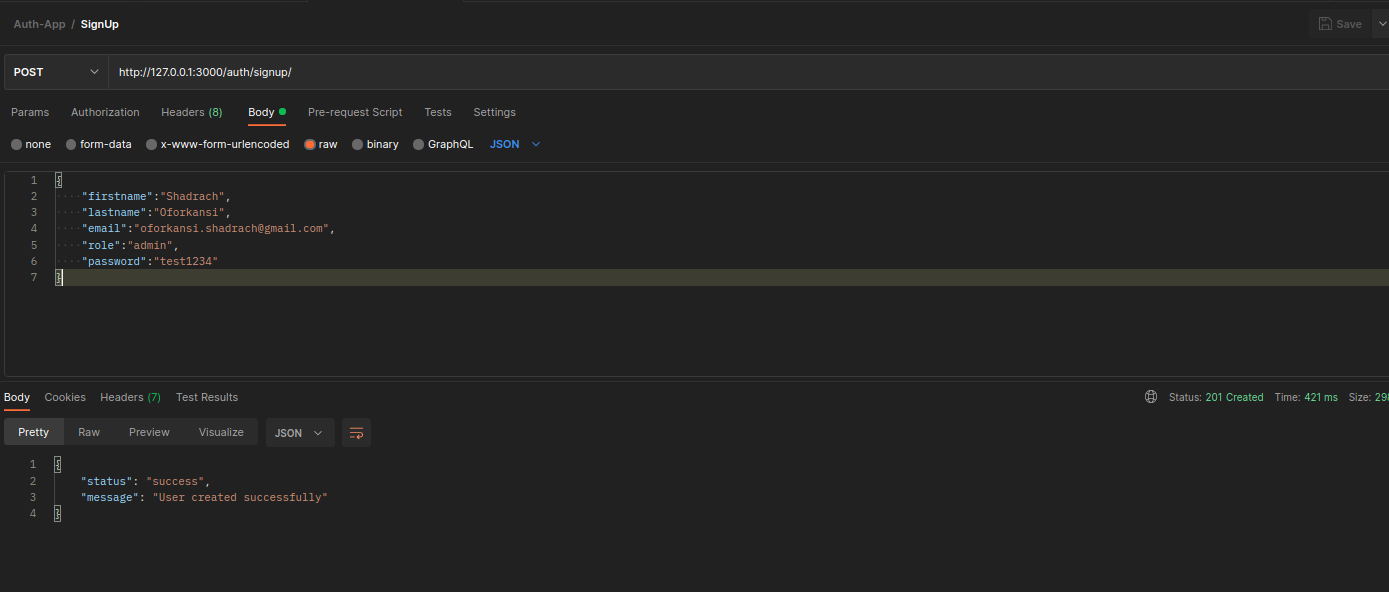 Auth-App / SignUp
Save
POST
http://127.0.0.1:3000/auth/signup/
Params Authorization Headers (8) Body Pre-request Script Tests Settings
none form-data x-www-form-urlencoded raw binary GraphQL JSON
1 {
2 "firstname":"Shadrach",
3 "lastname":"Oforkansi",
4 "email":"oforkansi.shadrach@gmail.com",
5 "role":"admin",
6 "password":"test1234"
7 }
Body Cookies Headers (7) Test Results
Status: 201 Created Time: 421 ms Size:
Pretty Raw Preview Visualize JSON
1 {
2 "status": "success",
3 "message": "User created successfully"
4 }